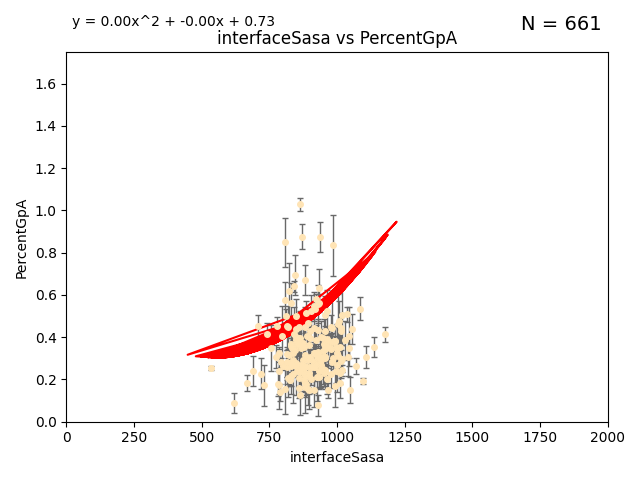 y = 0.00x^2 + -0.00x + 0.73
N = 661
interfaceSasa vs PercentGpA
PercentGpA
1.6
1.4
1.2
1.0
0.8
0.6
0.4
0.2
0.0
0 250 500 750 1000 1250 1500 1750 2000
interfaceSasa